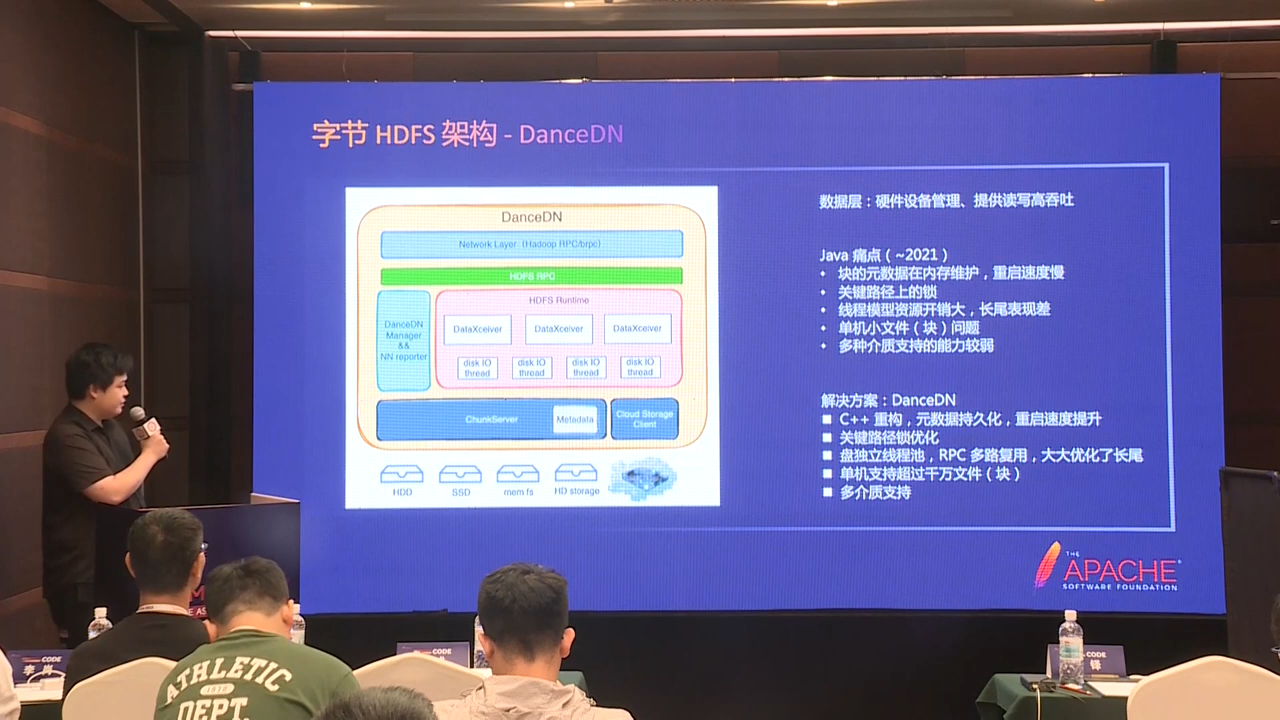 字节 HDFS 架构 - DanceDN
DanceDN
Network Layer (Hadoop RPC/brpc)
HDFS RPC
DanceDN
Manager
&&
NN reporter
HDFS Runtime
DataXceiver
DataXceiver
DataXceiver
disk IO
thread
disk IO
thread
disk IO
thread
disk IO
thread
ChunkServer
Metadata
Cloud Storage
Client
HDD
SSD
mem fs
HD storage
数据层：硬件设备管理、提供读写高吞吐
Java 痛点（~2021）
• 块的元数据在内存维护，重启速度慢
• 关键路径上的锁
• 线程模型资源开销大，长尾表现差
• 单机小文件（块）问题
• 多种介质支持的能力较弱
解决方案：DanceDN
■ C++ 重构，元数据持久化，重启速度提升
■ 关键路径锁优化
■ 盘独立线程池，RPC 多路复用，大大优化了长尾
■ 单机支持超过千万文件（块）
■ 多介质支持
THE
APACHE
SOFTWARE FOUNDATION
CODE
CODE
CODE
铎
ATHLETIC
DEPT.